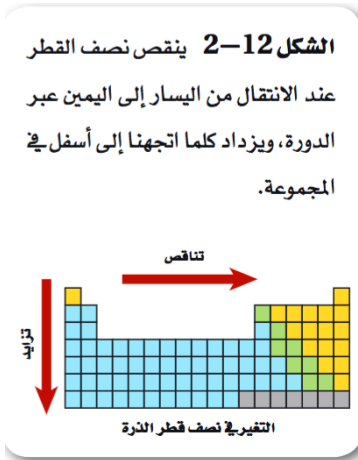 الشكل 12–2 ينقص نصف القطر
عند الانتقال من اليسار إلى اليمين عبر
الدورة، ويزداد كلما اتجهنا إلى أسفل في
المجموعة.
تناقص
تزايد
التغير في نصف قطر الذرة